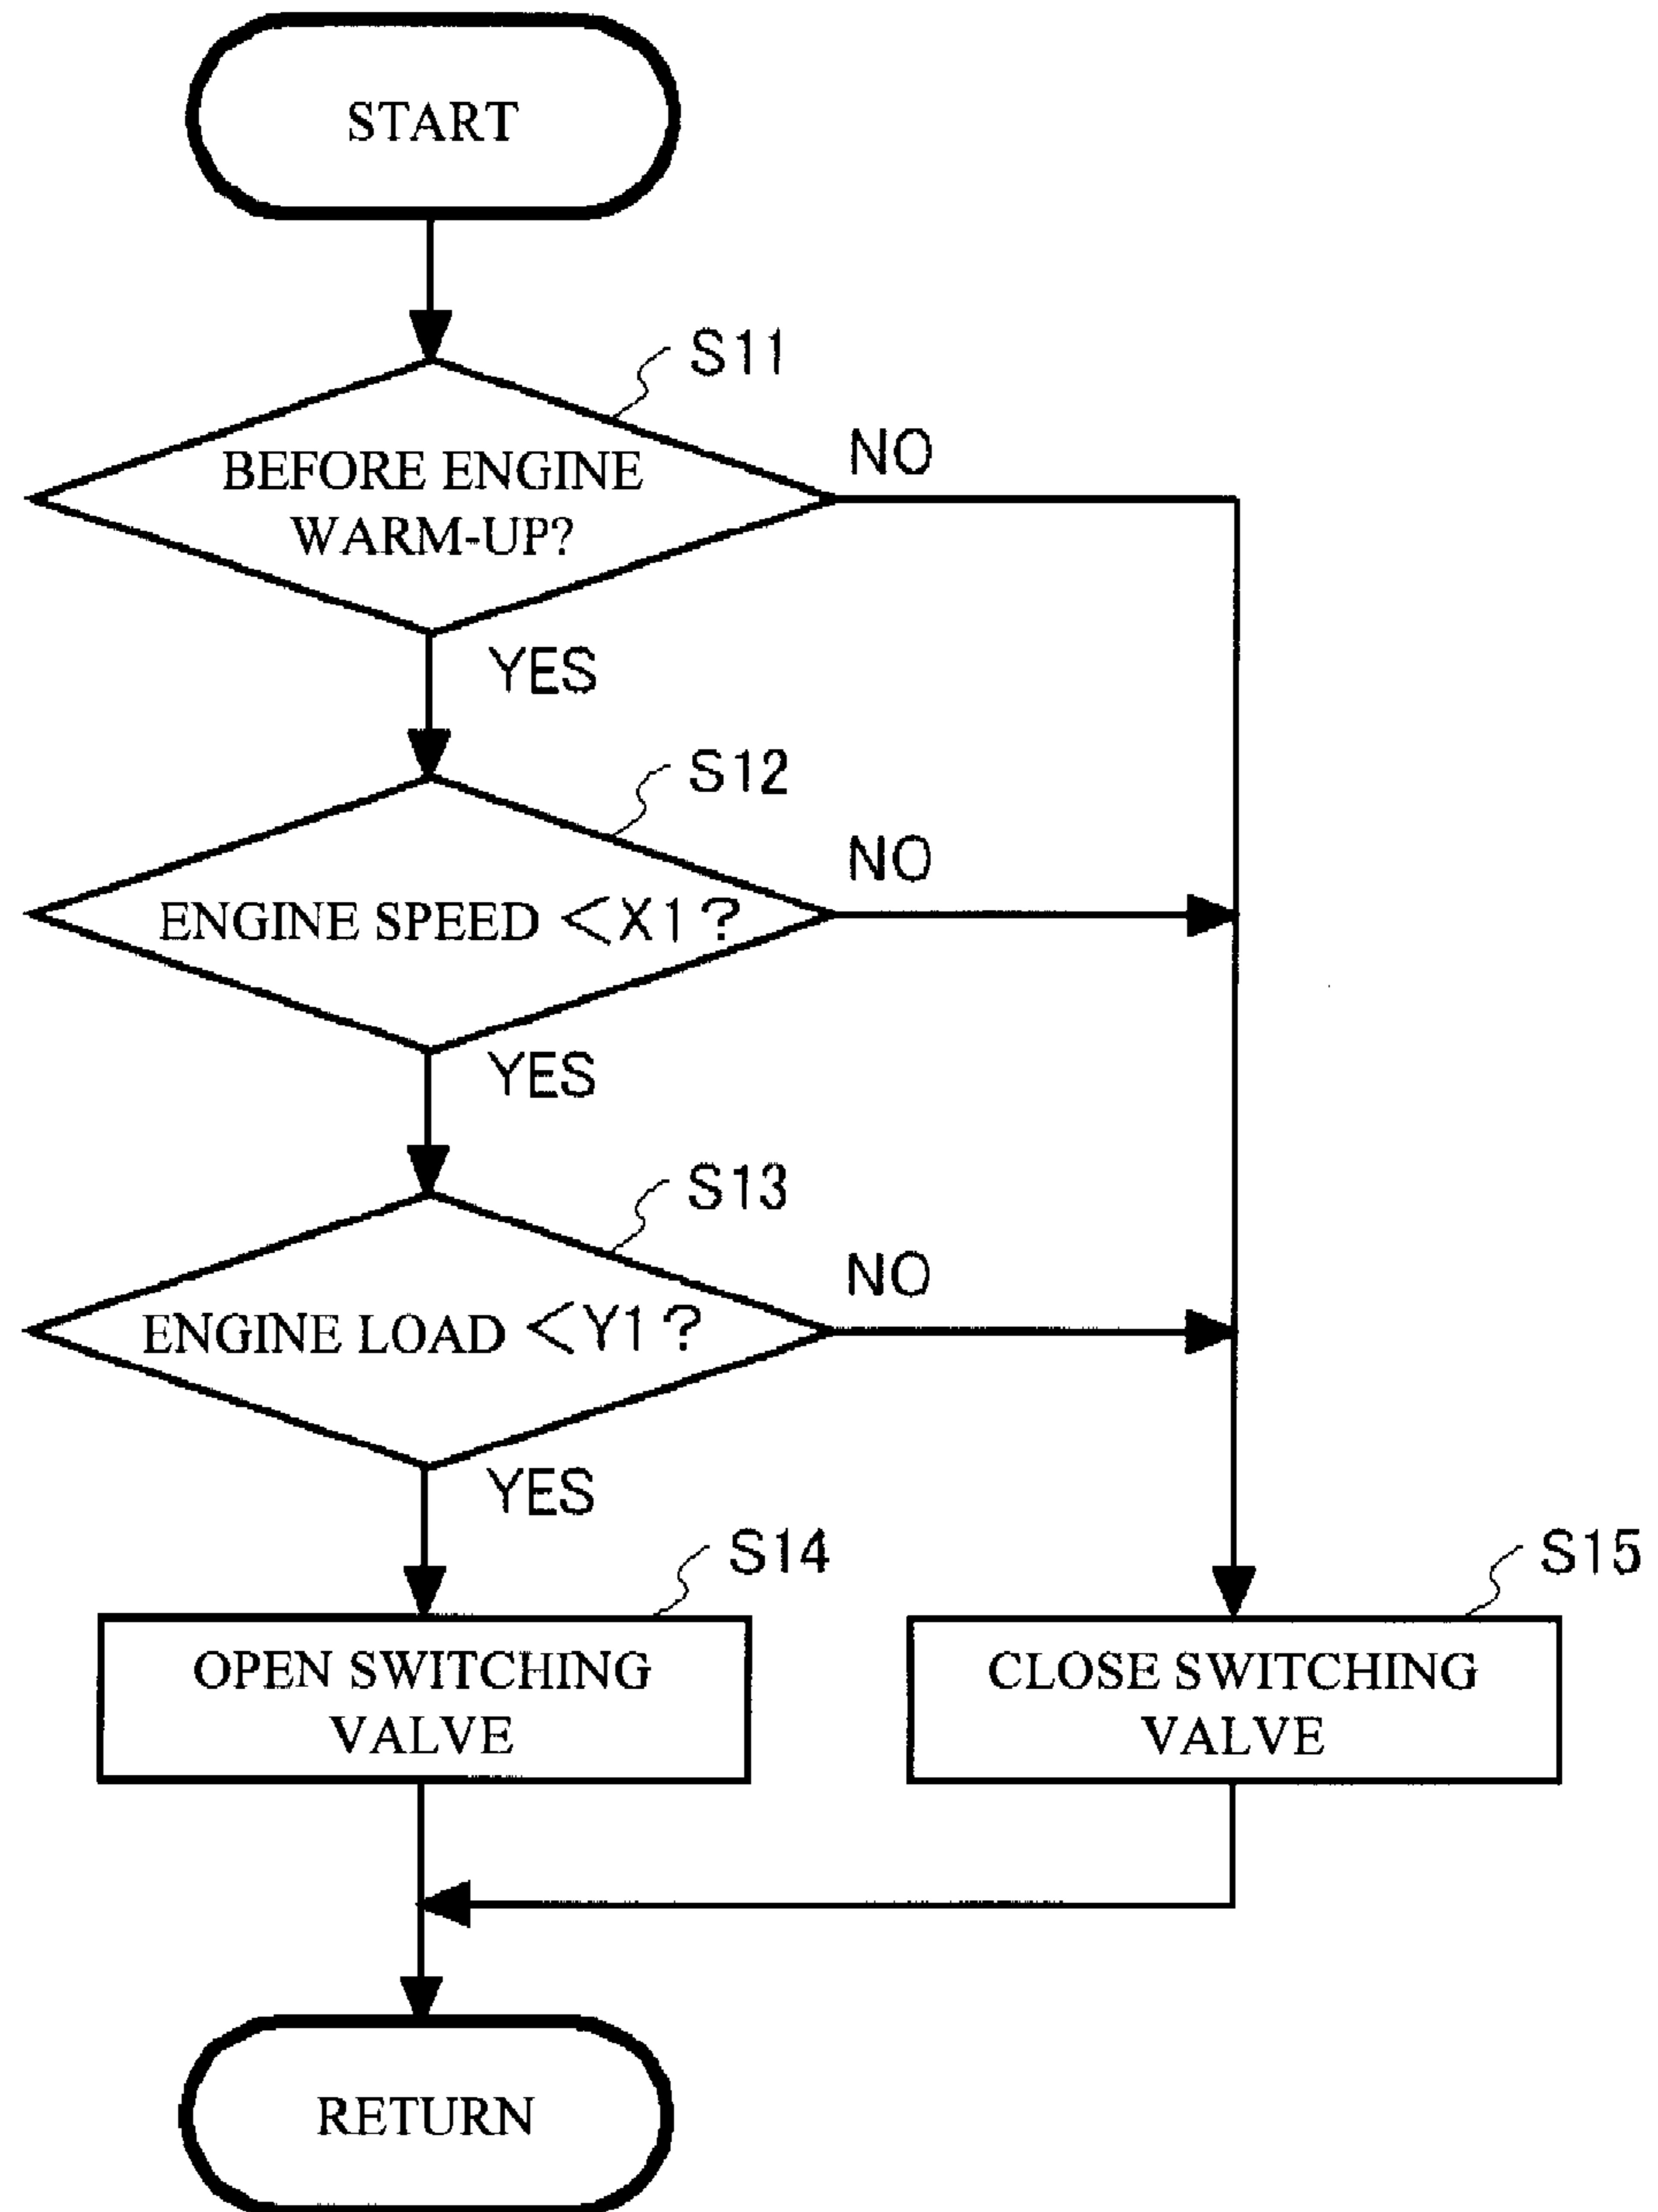 START
S11
NO
BEFORE ENGINE
WARM-UP?
YES
S12
NO
ENGINE SPEED <X1?
YES
S13
NO
ENGINE LOAD <Y1?
YES
S14
S15
OPEN SWITCHING
VALVE
CLOSE SWITCHING
VALVE
RETURN